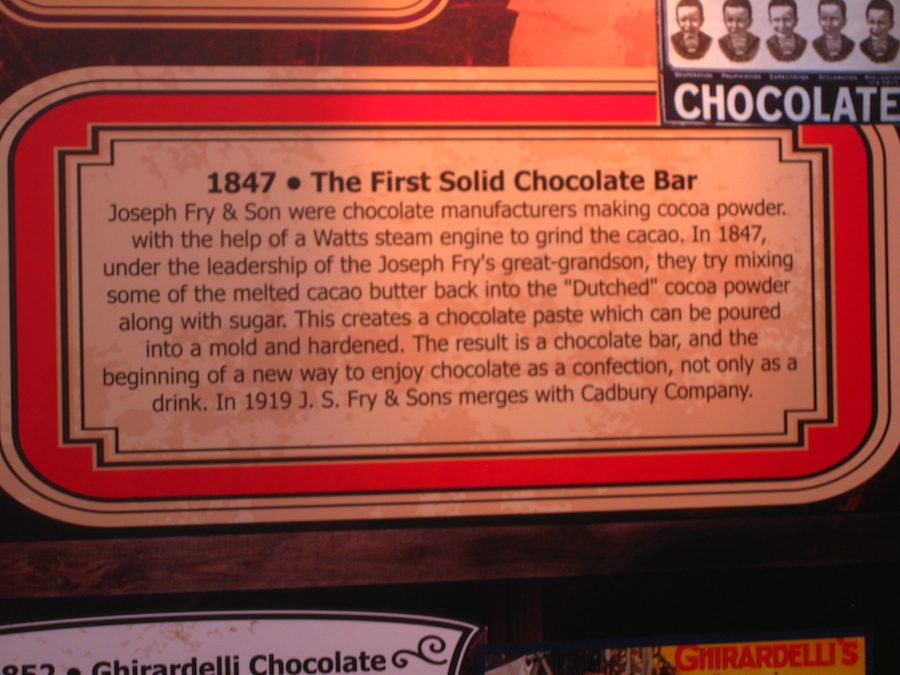 CHOCOLATE
1847 • The First Solid Chocolate Bar
Joseph Fry & Son were chocolate manufacturers making cocoa powder.
with the help of a Watts steam engine to grind the cacao. In 1847,
under the leadership of the Joseph Fry's great-grandson, they try mixing
some of the melted cacao butter back into the "Dutched" cocoa powder
along with sugar. This creates a chocolate paste which can be poured
into a mold and hardened. The result is a chocolate bar, and the
beginning of a new way to enjoy chocolate as a confection, not only as a
drink. In 1919 J. S. Fry & Sons merges with Cadbury Company.
852 • Ghirardelli Chocolate
GHIRARDELLI'S